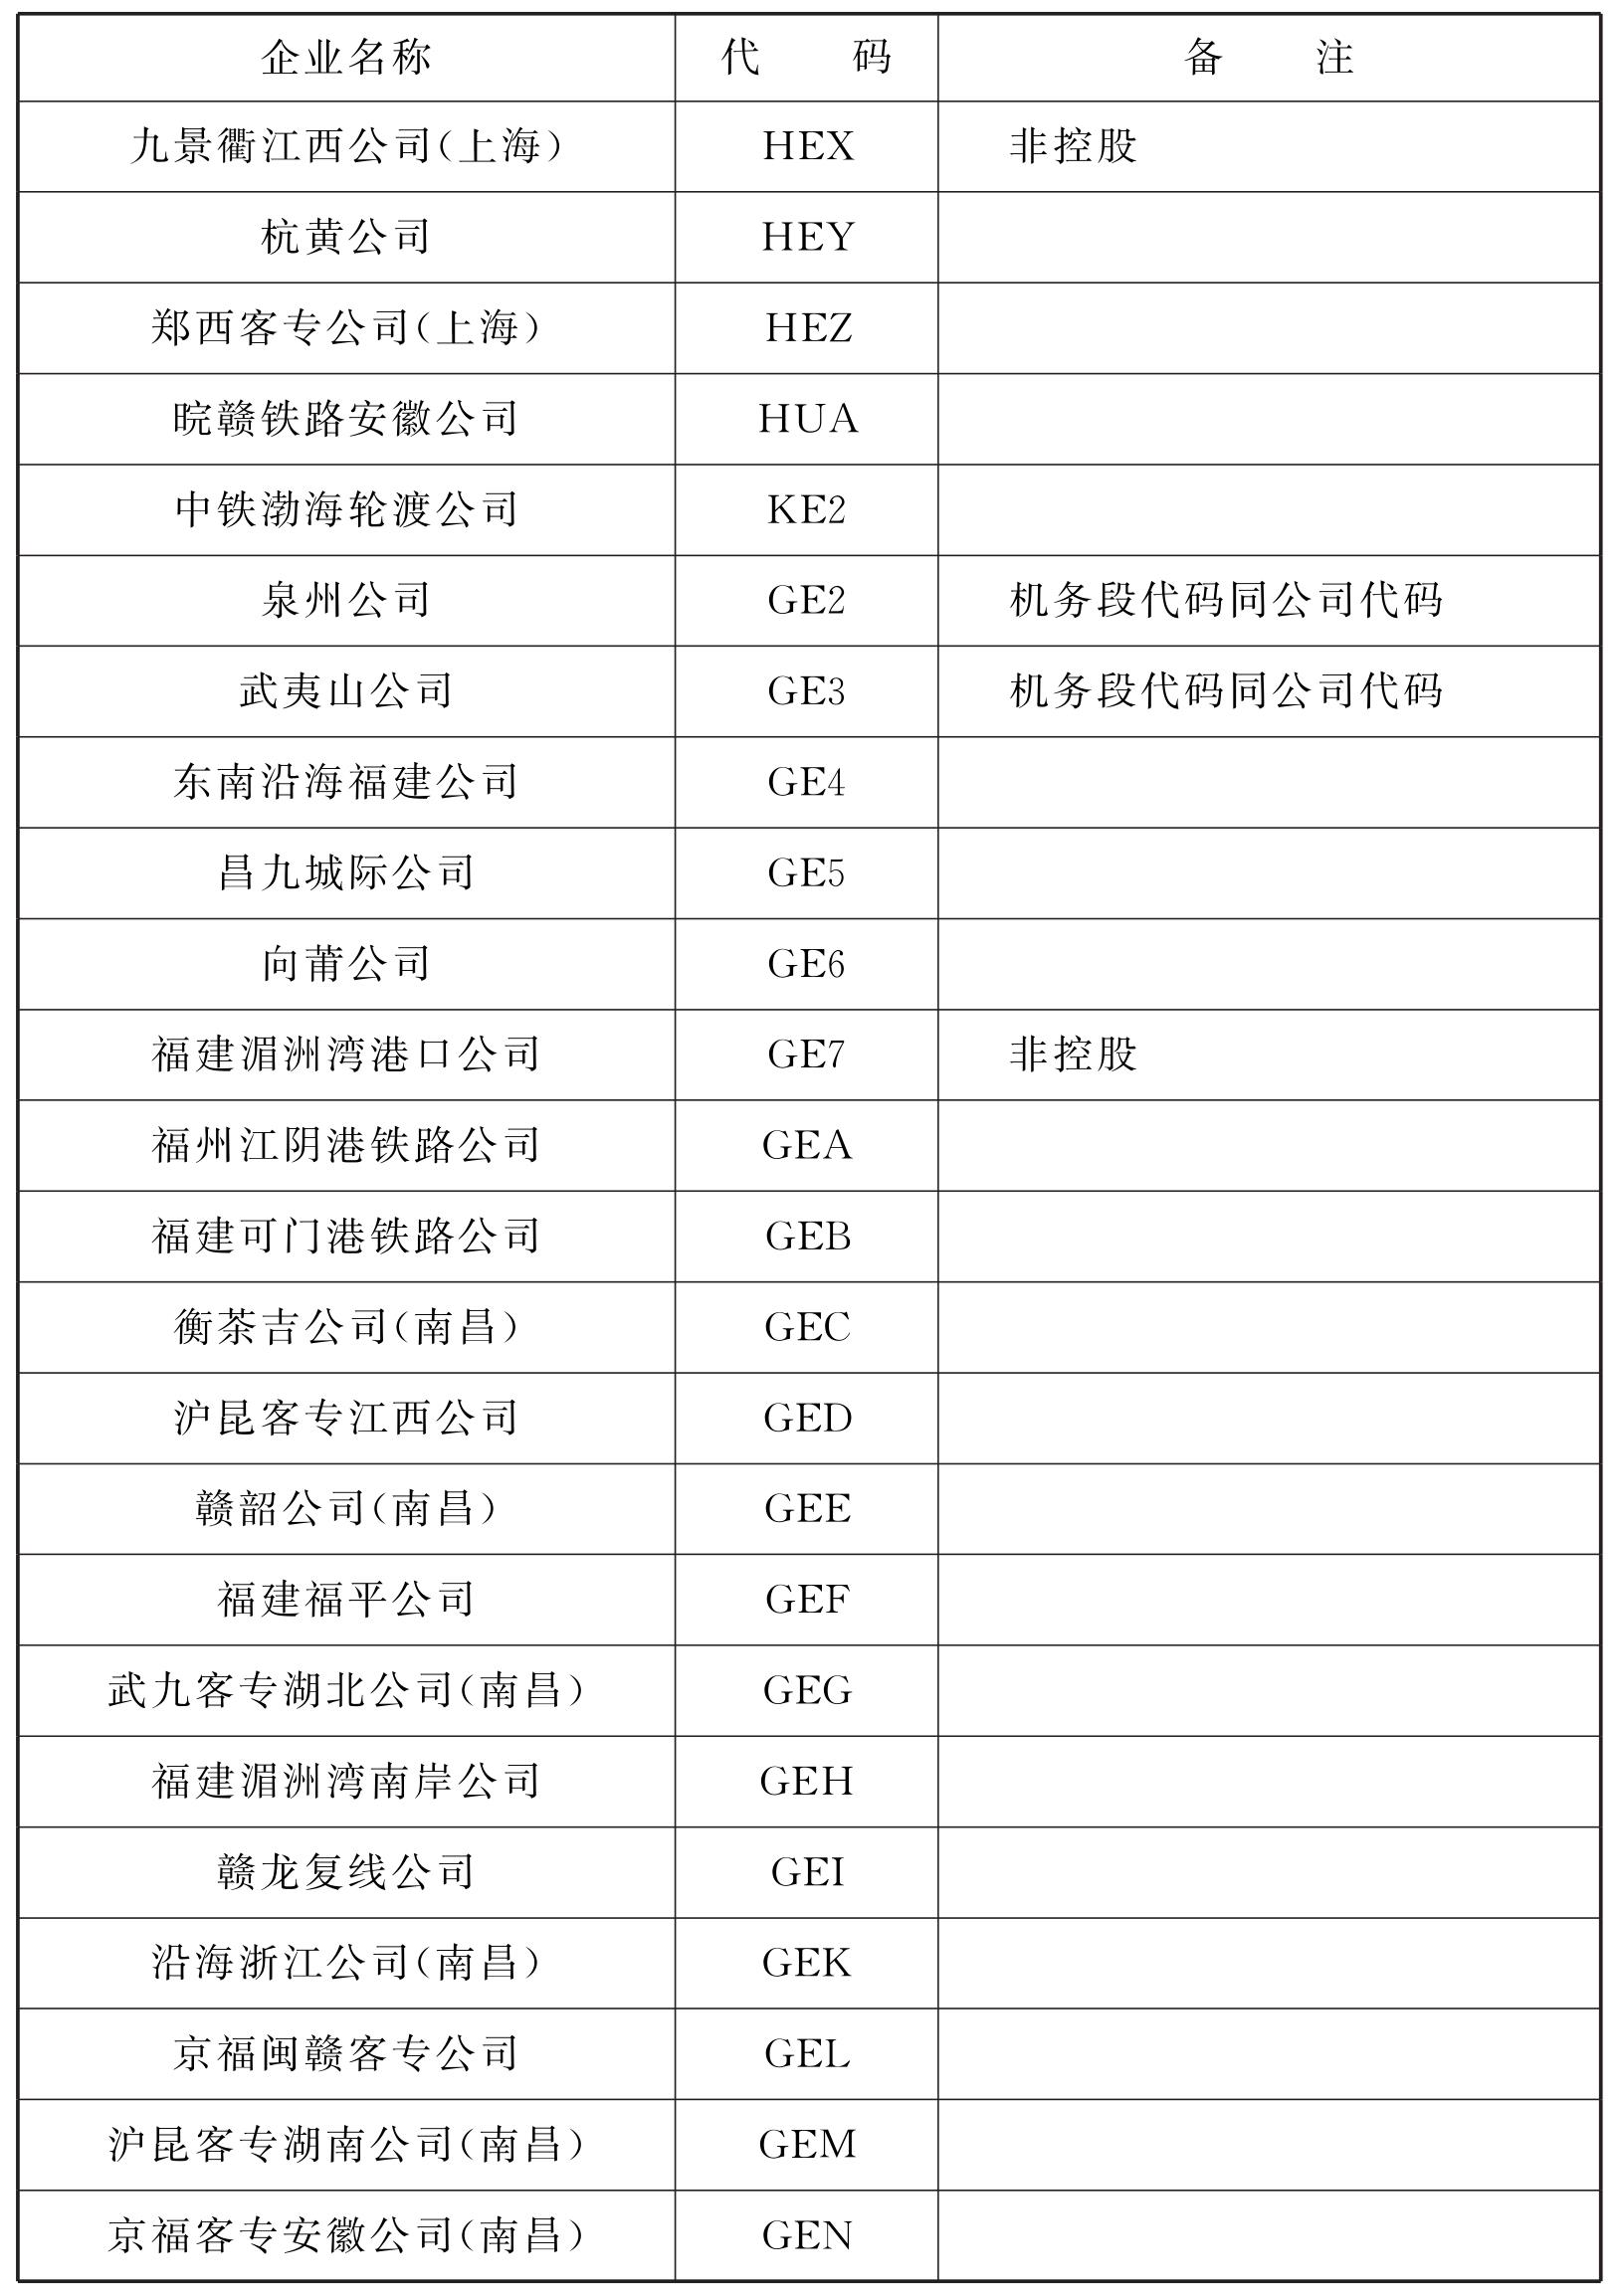 企业名称 代 码 备 注
九景衢江西公司(上海) HEX 非控股
杭黄公司 HEY
郑西客专公司(上海) HEZ
晥赣铁路安徽公司 HUA
中铁渤海轮渡公司 KE2
泉州公司 GE2 机务段代码同公司代码
武夷山公司 GE3 机务段代码同公司代码
东南沿海福建公司 GE4
昌九城际公司 GE5
向莆公司 GE6
福建湄洲湾港口公司 GE7 非控股
福州江阴港铁路公司 GEA
福建可门港铁路公司 GEB
衡茶吉公司(南昌) GEC
沪昆客专江西公司 GED
赣韶公司(南昌) GEE
福建福平公司 GEF
武九客专湖北公司(南昌) GEG
福建湄洲湾南岸公司 GEH
赣龙复线公司 GEI
沿海浙江公司(南昌) GEK
京福闽赣客专公司 GEL
沪昆客专湖南公司(南昌) GEM
京福客专安徽公司(南昌) GEN